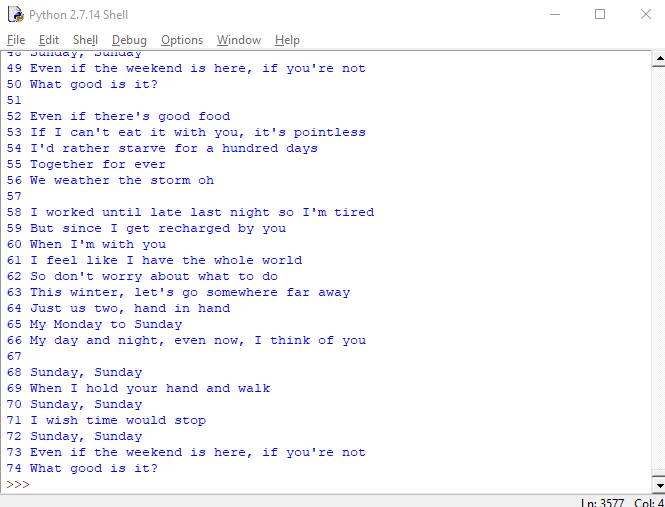 Python 2.7.14 Shell
File Edit Shell Debug Options Window Help
48 Sunday, Sunday
49 Even if the weekend is here, if you're not
50 What good is it?
51
52 Even if there's good food
53 If I can't eat it with you, it's pointless
54 I'd rather starve for a hundred days
55 Together for ever
56 We weather the storm oh
57
58 I worked until late last night so I'm tired
59 But since I get recharged by you
60 When I'm with you
61 I feel like I have the whole world
62 So don't worry about what to do
63 This winter, let's go somewhere far away
64 Just us two, hand in hand
65 My Monday to Sunday
66 My day and night, even now, I think of you
67
68 Sunday, Sunday
69 When I hold your hand and walk
70 Sunday, Sunday
71 I wish time would stop
72 Sunday, Sunday
73 Even if the weekend is here, if you're not
74 What good is it?
>>>
Ln: 3577 Col: 4